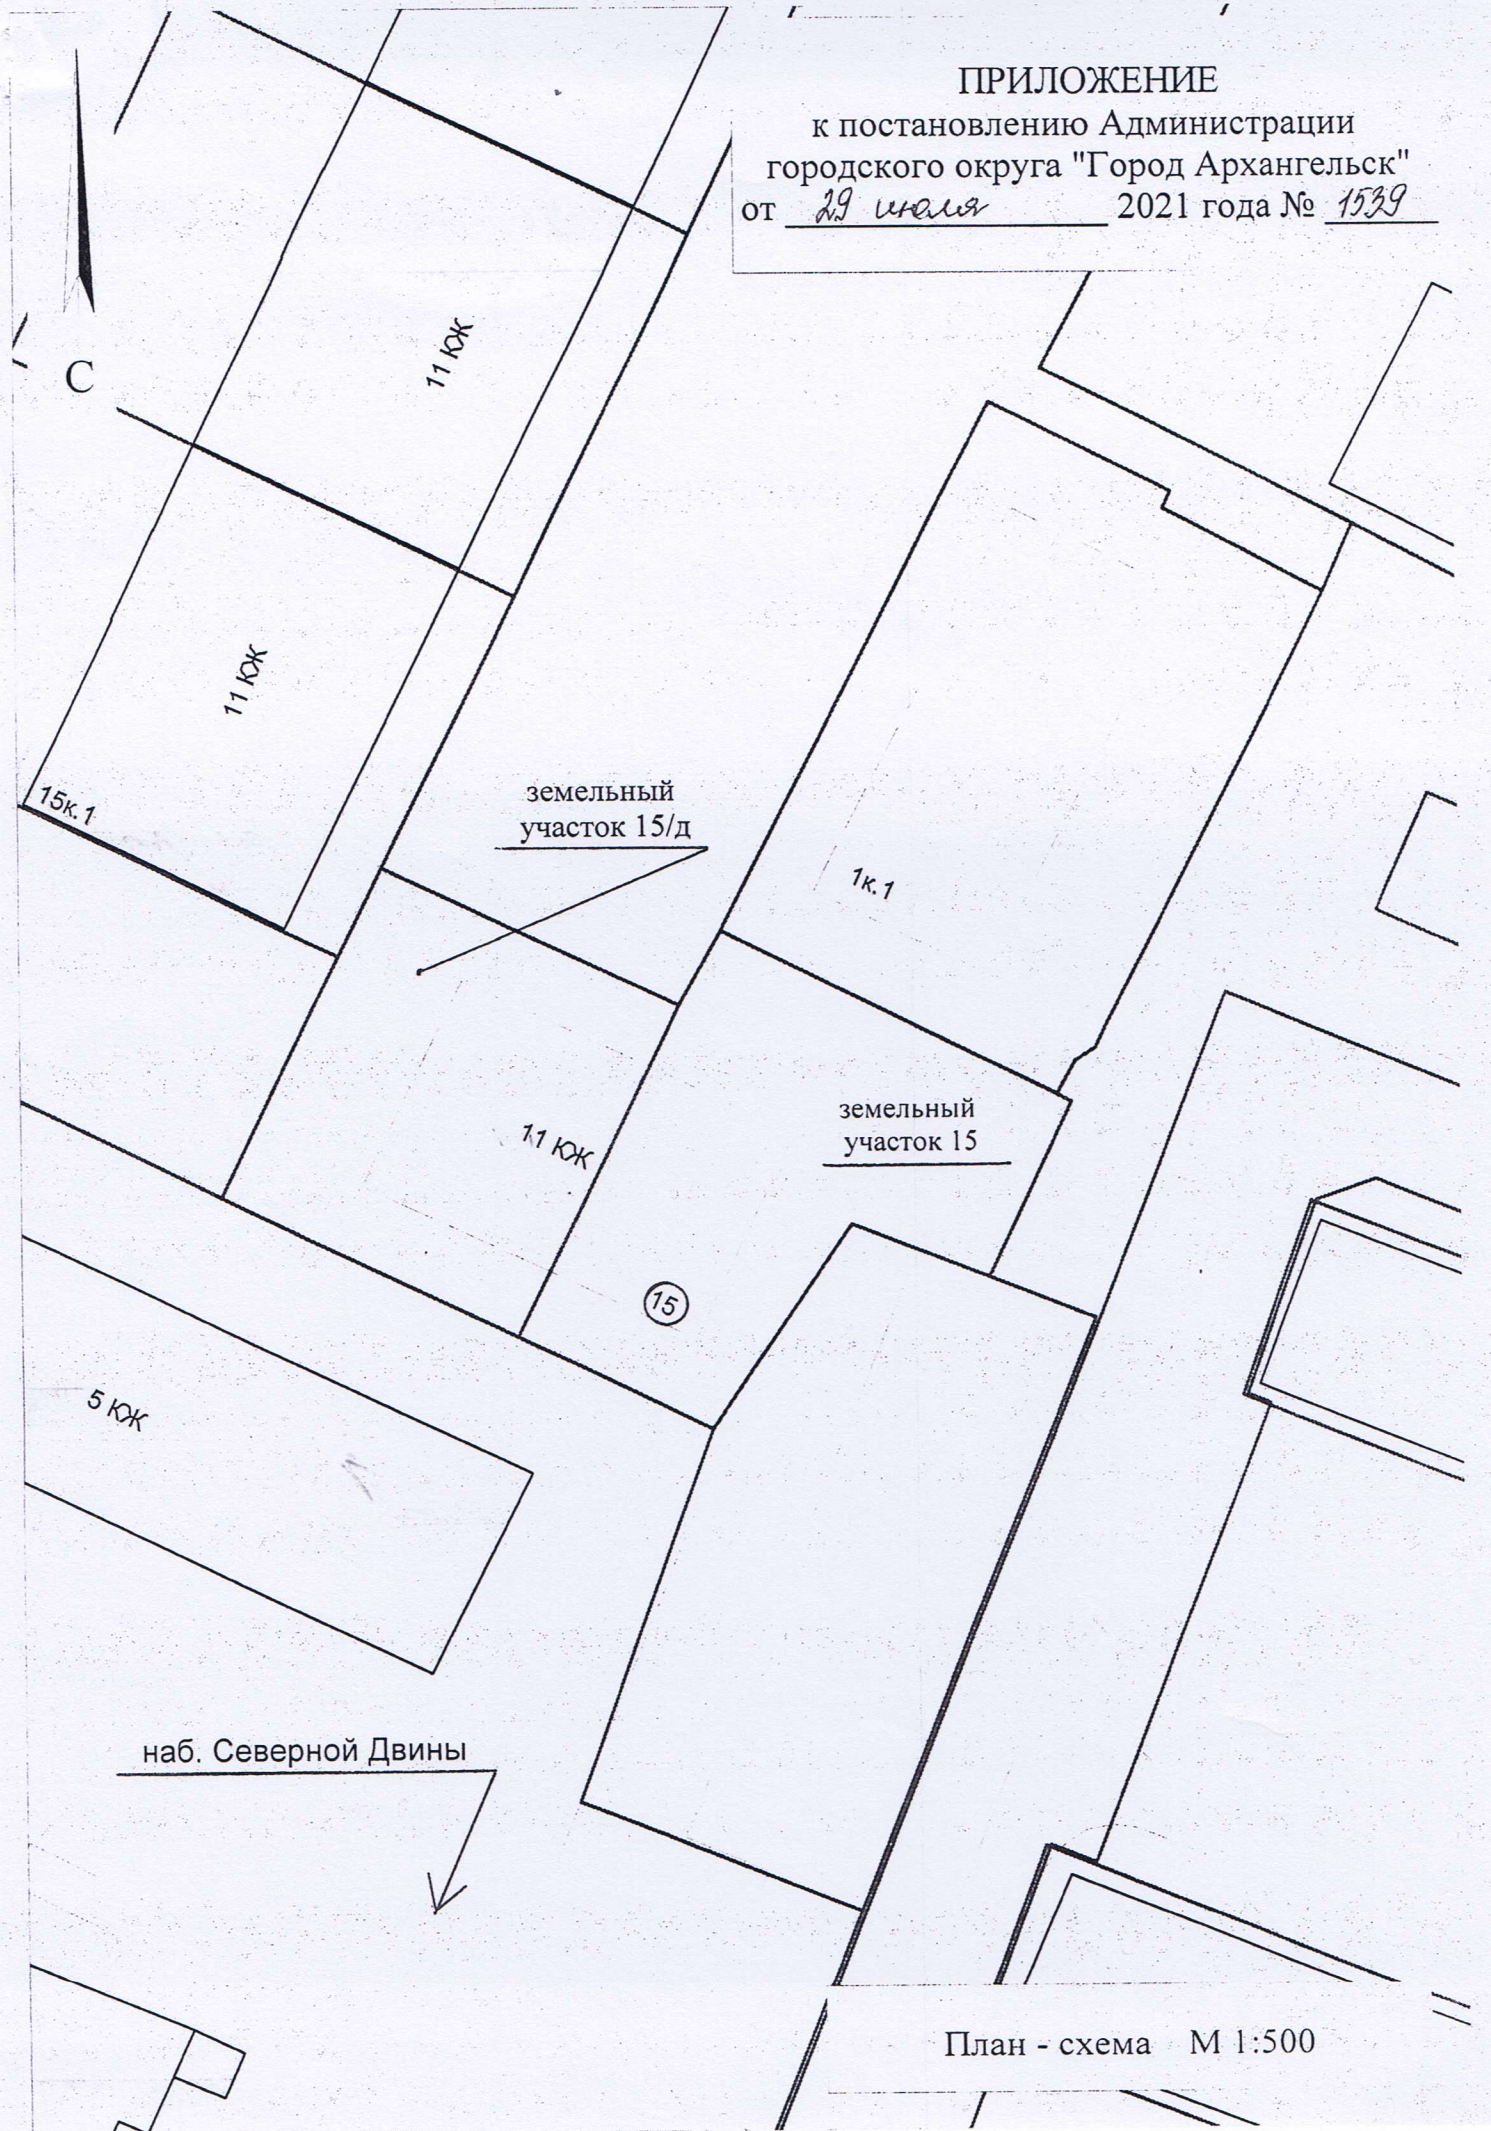 ПРИЛОЖЕНИЕ
к постановлению Администрации
городского округа "Город Архангельск"
от 29 июля 2021 года № 1539
С
11 КЖ
11 КЖ
15к.1
земельный
участок 15/д
1к.1
земельный
участок 15
11 КЖ
15
5 КЖ
наб. Северной Двины
План - схема М 1:500